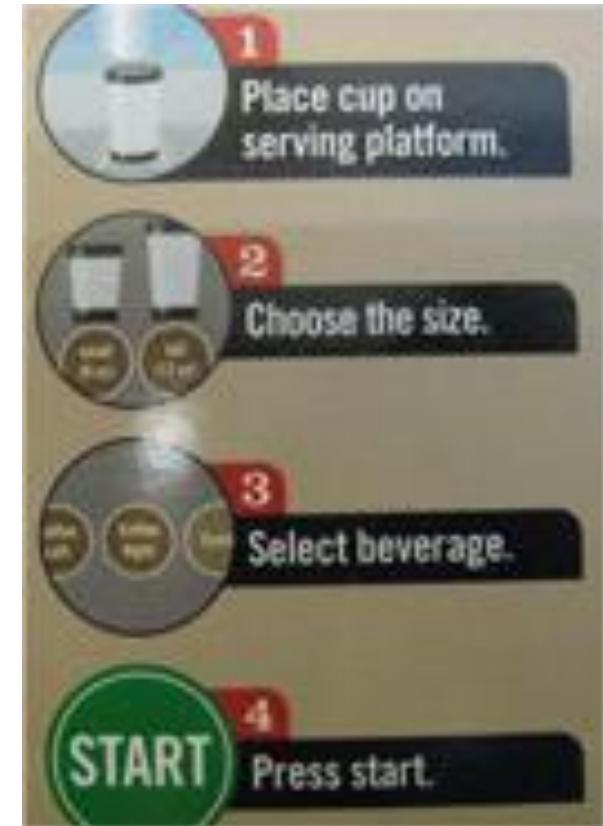 1
Place cup on
serving platform.
2
Choose the size.
3
Select beverage.
START
4
Press start.